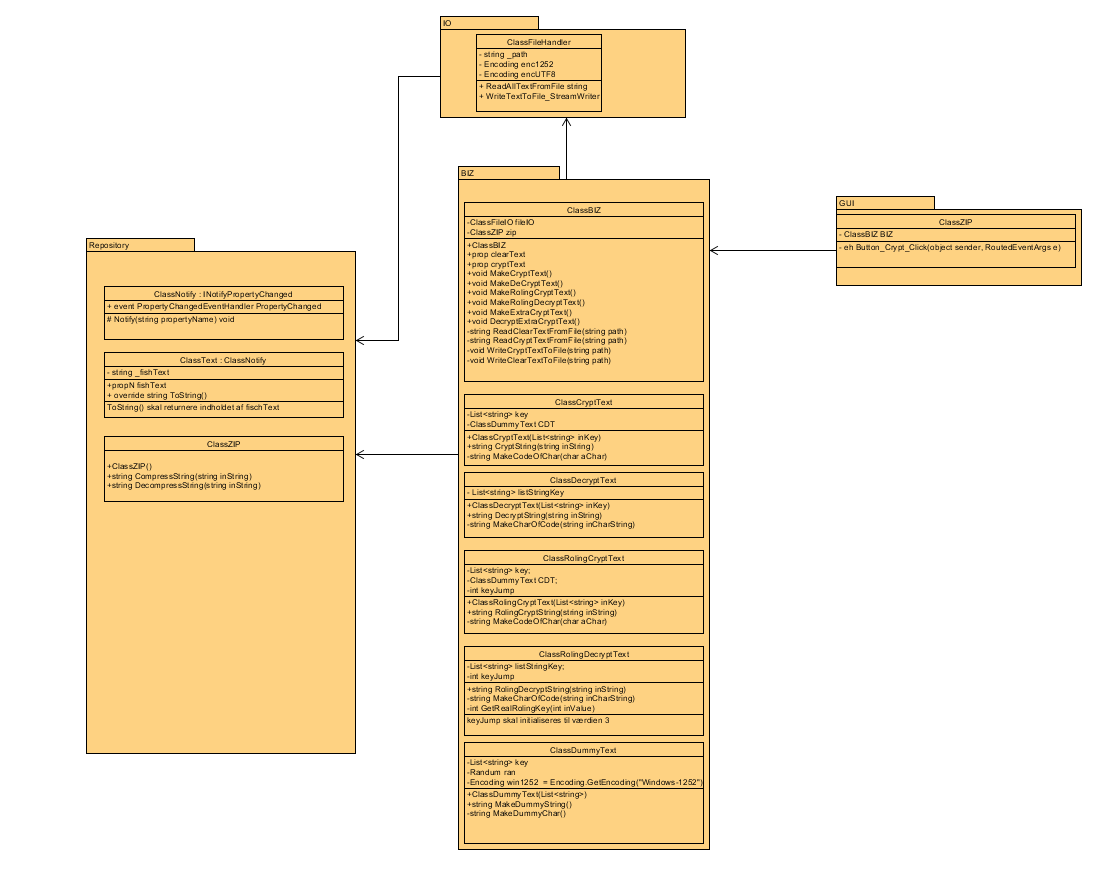 IO
ClassFileHandler
- string _path
- Encoding enc1252
- Encoding encUTF8
+ ReadAllTextFromFile string
+ WriteTextToFile_StreamWriter
BIZ
ClassBIZ
-ClassFileIO fileIO
-ClassZIP zip
+ClassBIZ
+prop clearText
+prop cryptText
+void MakeCryptText()
+void MakeDeCryptText()
+void MakeRolingCryptText()
+void MakeRolingDecryptText()
+void MakeExtraCryptText()
+void DecryptExtraCryptText()
-string ReadClearTextFromFile(string path)
-string ReadCryptTextFromFile(string path)
-void WriteCryptTextToFile(string path)
-void WriteClearTextToFile(string path)
ClassCryptText
-List<string> key
-ClassDummyText CDT
+ClassCryptText(List<string> inKey)
+string CryptString(string inString)
-string MakeCodeOfChar(char aChar)
ClassDecryptText
- List<string> listStringKey
+ClassDecryptText(List<string> inKey)
+string DecryptString(string inString)
-string MakeCharOfCode(string inCharString)
ClassRolingCryptText
-List<string> key;
-ClassDummyText CDT;
-int keyJump
+ClassRolingCryptText(List<string> inKey)
+string RolingCryptString(string inString)
-string MakeCodeOfChar(char aChar)
ClassRolingDecryptText
-List<string> listStringKey;
-int keyJump
+string RolingDecryptString(string inString)
-string MakeCharOfCode(string inCharString)
-int GetRealRolingKey(int inValue)
keyJump skal initialiseres til værdien 3
ClassDummyText
-List<string> key
-Randum ran
-Encoding win1252 = Encoding.GetEncoding("Windows-1252")
+ClassDummyText(List<string>)
+string MakeDummyString()
-string MakeDummyChar()
GUI
ClassZIP
- ClassBIZ BIZ
- eh Button_Crypt_Click(object sender, RoutedEventArgs e)
Repository
ClassNotify : INotifyPropertyChanged
+ event PropertyChangedEventHandler PropertyChanged
# Notify(string propertyName) void
ClassText : ClassNotify
- string _fishText
+propN fishText
+ override string ToString()
ToString() skal returnere indholdet af fischText
ClassZIP
+ClassZIP()
+string CompressString(string inString)
+string DecompressString(string inString)